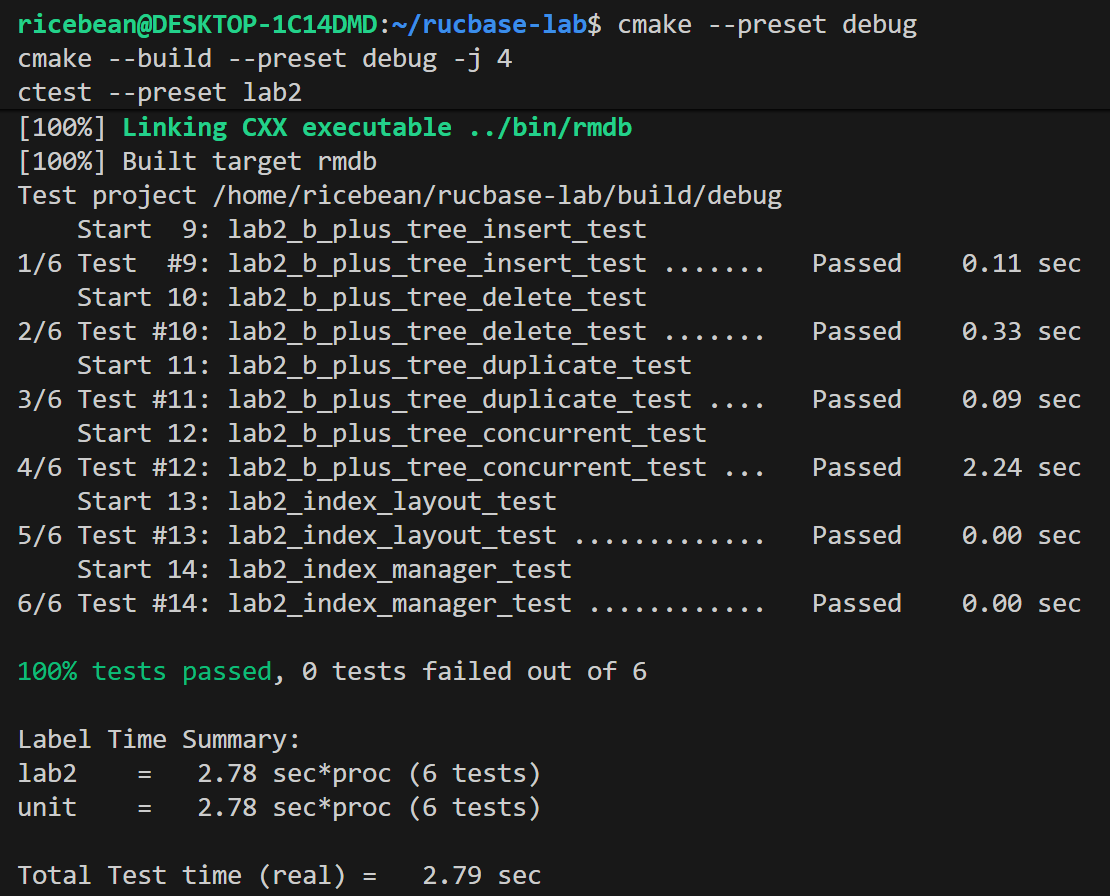 ricebean@DESKTOP-1C14DMD:~/rucbase-lab$ cmake --preset debug
cmake --build --preset debug -j 4
ctest --preset lab2
[100%] Linking CXX executable ../bin/rmdb
[100%] Built target rmdb
Test project /home/ricebean/rucbase-lab/build/debug
    Start  9: lab2_b_plus_tree_insert_test
1/6 Test  #9: lab2_b_plus_tree_insert_test .......   Passed    0.11 sec
    Start 10: lab2_b_plus_tree_delete_test
2/6 Test #10: lab2_b_plus_tree_delete_test .......   Passed    0.33 sec
    Start 11: lab2_b_plus_tree_duplicate_test
3/6 Test #11: lab2_b_plus_tree_duplicate_test ....   Passed    0.09 sec
    Start 12: lab2_b_plus_tree_concurrent_test
4/6 Test #12: lab2_b_plus_tree_concurrent_test ...   Passed    2.24 sec
    Start 13: lab2_index_layout_test
5/6 Test #13: lab2_index_layout_test .............   Passed    0.00 sec
    Start 14: lab2_index_manager_test
6/6 Test #14: lab2_index_manager_test ............   Passed    0.00 sec

100% tests passed, 0 tests failed out of 6

Label Time Summary:
lab2    =   2.78 sec*proc (6 tests)
unit    =   2.78 sec*proc (6 tests)

Total Test time (real) =   2.79 sec